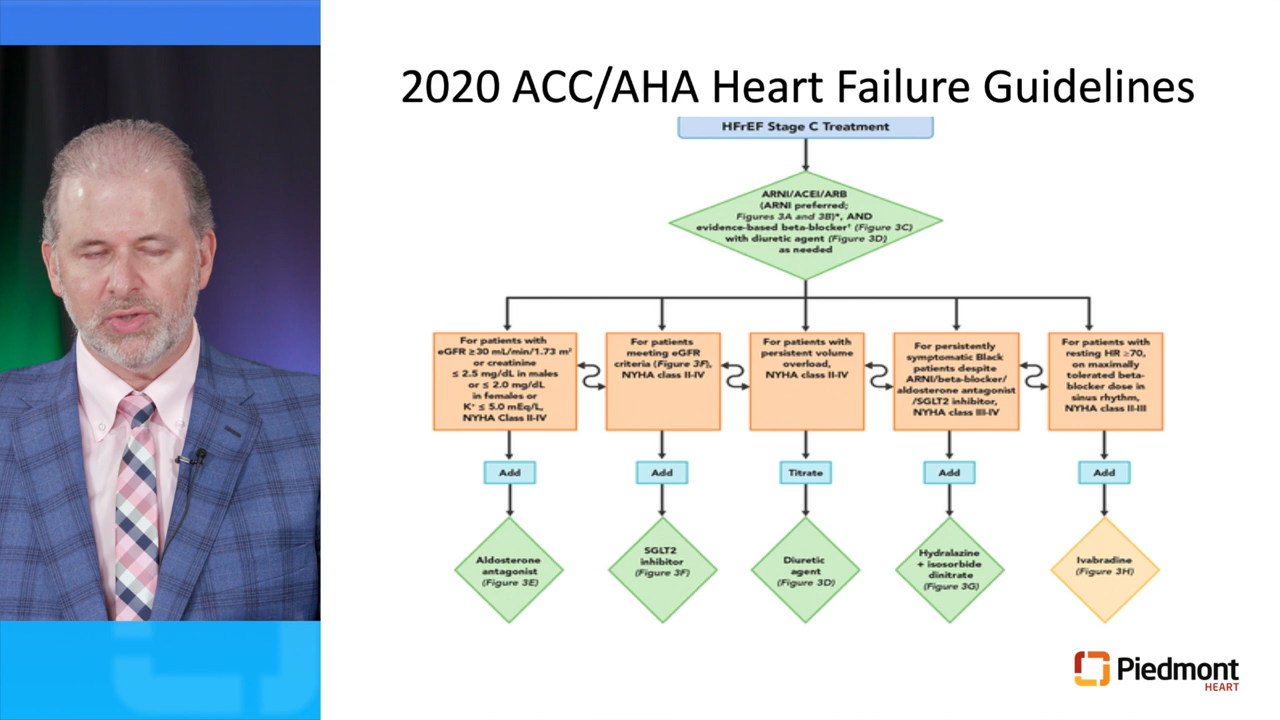 2020 ACC/AHA Heart Failure Guidelines
HFrEF Stage C Treatment
ARNI/ACEI/ARB
(ARNI preferred;
Figures 3A and 3B)*, AND
evidence-based beta-blocker† (Figure 3C)
with diuretic agent (Figure 3D)
as needed
For patients with
eGFR ≥30 mL/min/1.73 m²
or creatinine
≤ 2.5 mg/dL in males
or ≤ 2.0 mg/dL
in females or
K⁺ ≤ 5.0 mEq/L,
NYHA Class II-IV
For patients
meeting eGFR
criteria (Figure 3F),
NYHA class II-IV
For patients with
persistent volume
overload,
NYHA class II-IV
For persistently
symptomatic Black
patients despite
ARNI/beta-blocker/
aldosterone antagonist
/SGLT2 inhibitor,
NYHA class III-IV
For patients with
resting HR ≥70,
on maximally
tolerated beta-
blocker dose in
sinus rhythm,
NYHA class II-III
Add
Add
Titrate
Add
Add
Aldosterone
antagonist
(Figure 3E)
SGLT2
inhibitor
(Figure 3F)
Diuretic
agent
(Figure 3D)
Hydralazine
+ isosorbide
dinitrate
(Figure 3G)
Ivabradine
(Figure 3H)
Piedmont
HEART